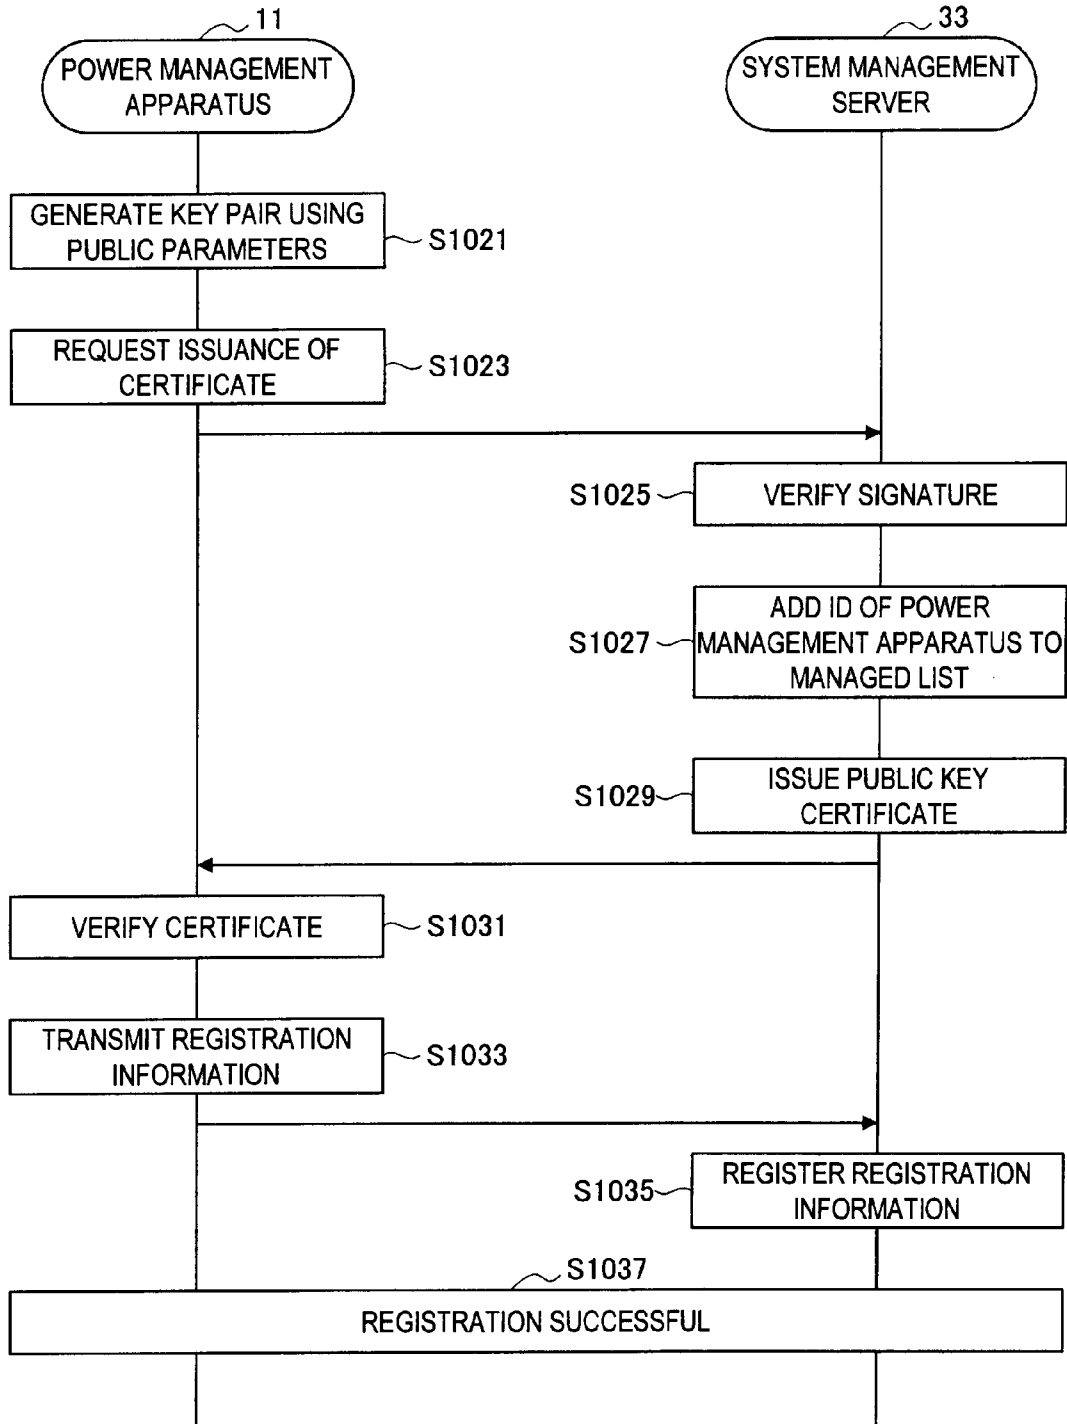 11
33
POWER MANAGEMENT
APPARATUS
SYSTEM MANAGEMENT
SERVER
GENERATE KEY PAIR USING
PUBLIC PARAMETERS
S1021
REQUEST ISSUANCE OF
CERTIFICATE
S1023
S1025
VERIFY SIGNATURE
S1027
ADD ID OF POWER
MANAGEMENT APPARATUS TO
MANAGED LIST
S1029
ISSUE PUBLIC KEY
CERTIFICATE
VERIFY CERTIFICATE
S1031
TRANSMIT REGISTRATION
INFORMATION
S1033
S1035
REGISTER REGISTRATION
INFORMATION
S1037
REGISTRATION SUCCESSFUL